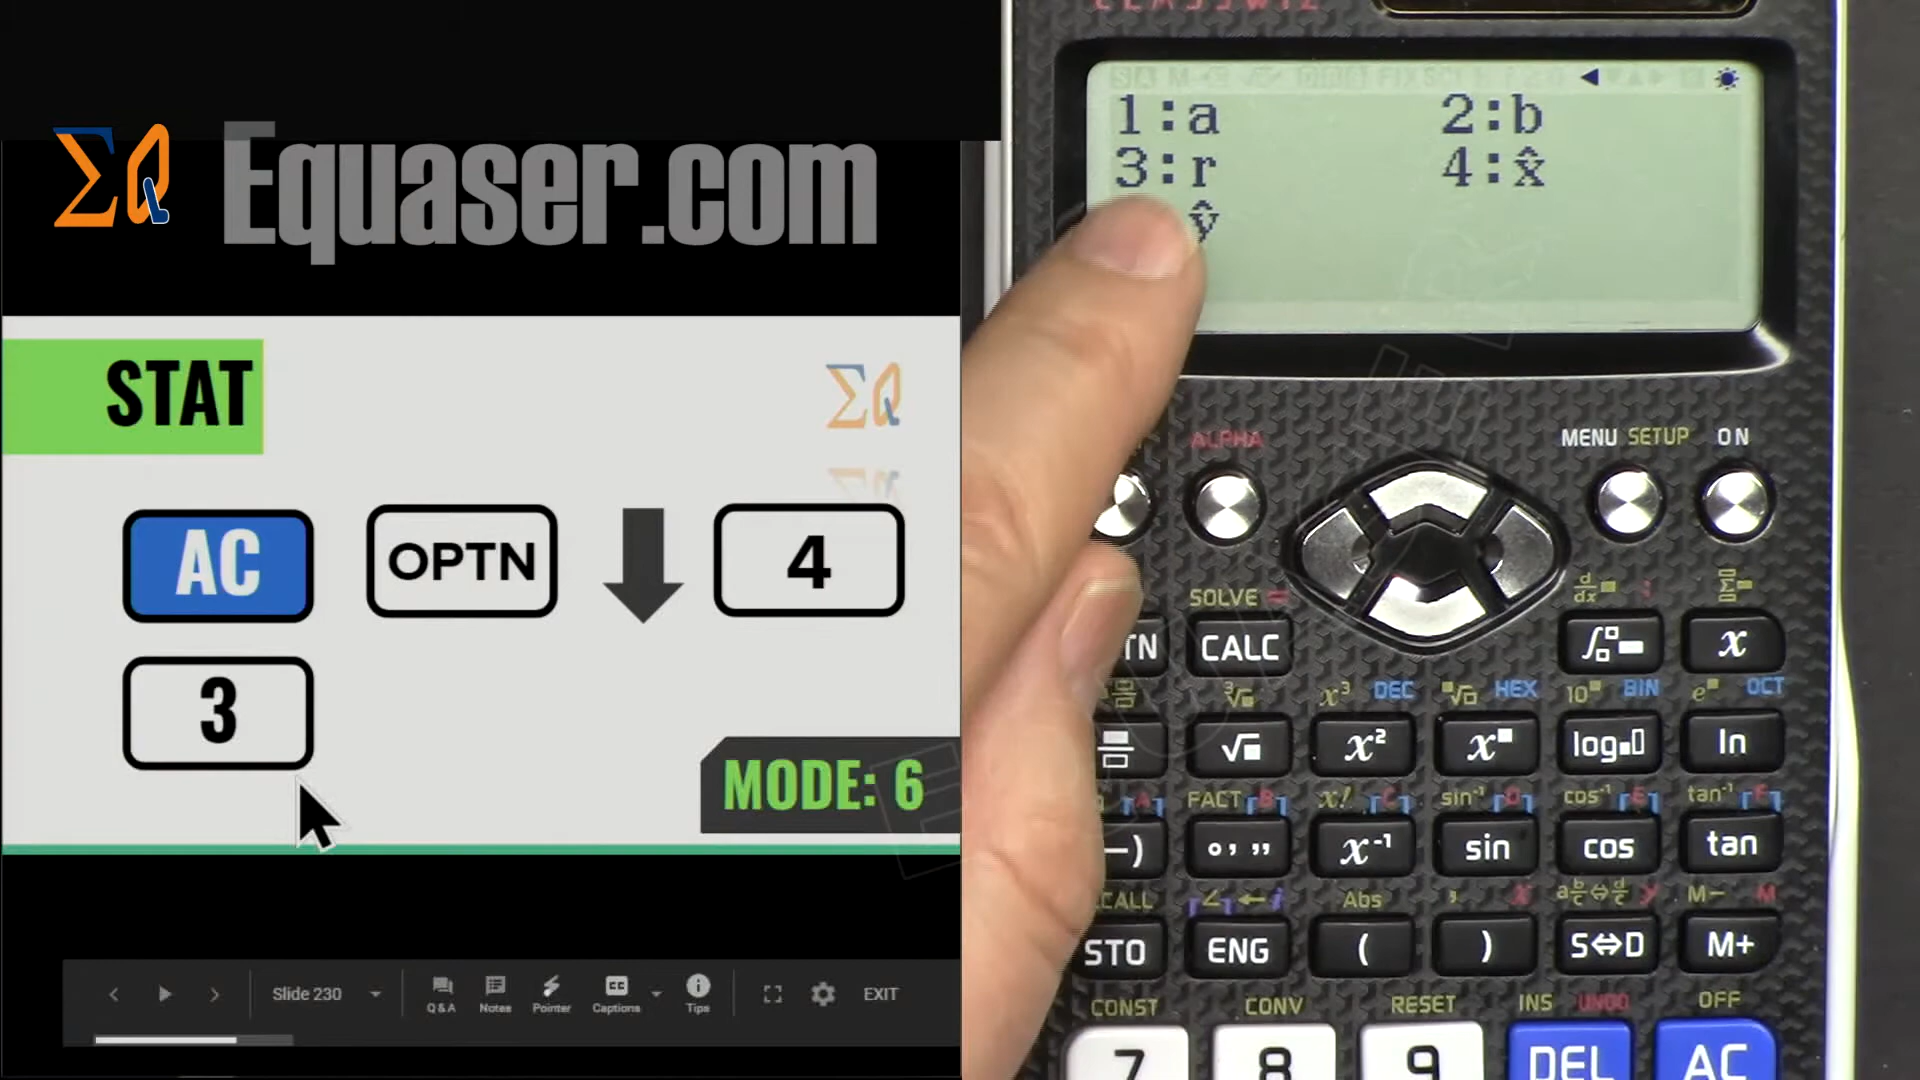 Equaser.com
STAT
AC OPTN 4
3
MODE: 6
Slide 230
Q & A Notes Pointer Captions Tips EXIT
1:a 2:b
3:r 4:x̂
ŷ
ALPHA MENU SETUP ON
SOLVE =
TN CALC x
x³ DEC HEX 10 BIN e OCT
x² log ln
FACT B x! C sin⁻¹ D cos⁻¹ E tan⁻¹ F
(−) ° ' '' x⁻¹ sin cos tan
CALL ∠ ← i Abs , x a b/c ⇔ d/c y M− M
STO ENG ( ) S⇔D M+
CONST CONV RESET INS UNDO OFF
7 8 9 DEL AC